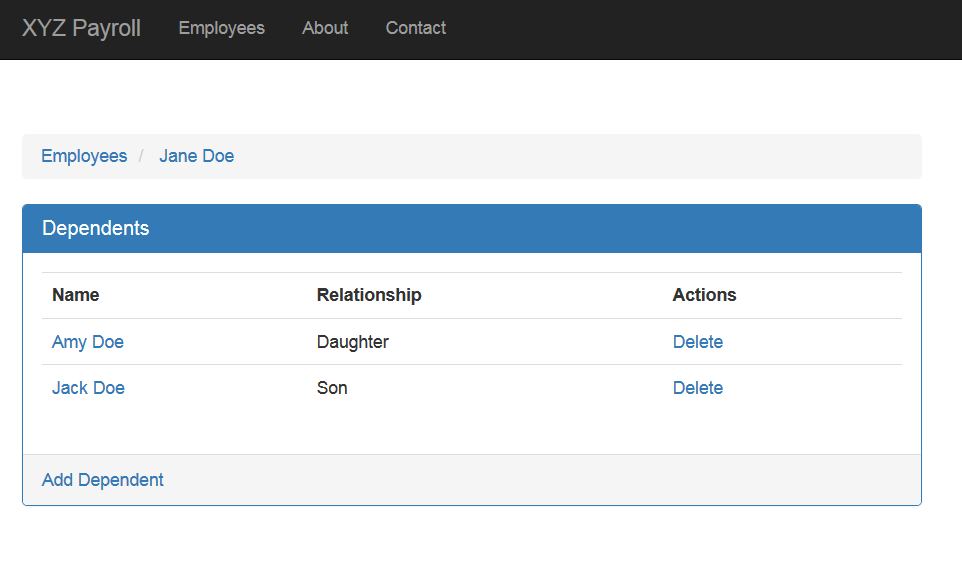 XYZ Payroll Employees About Contact
Employees / Jane Doe
Dependents
Name Relationship Actions
Amy Doe Daughter Delete
Jack Doe Son Delete
Add Dependent